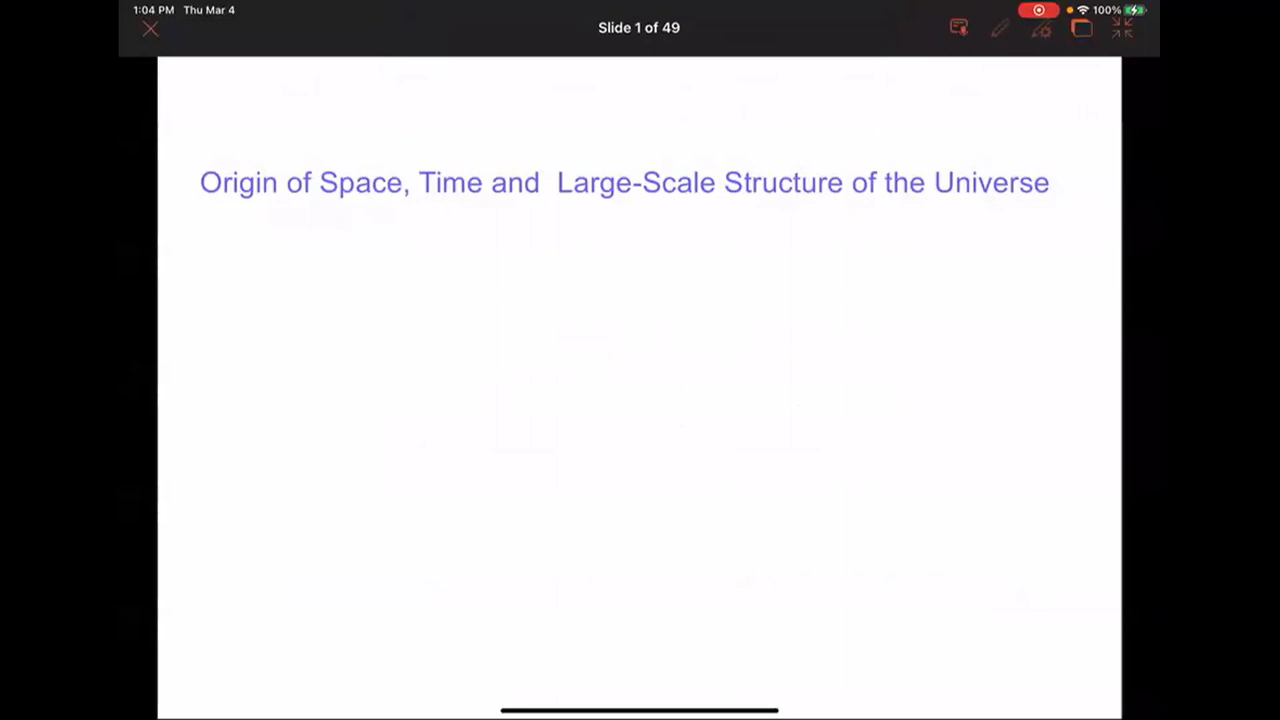 1:04 PM Thu Mar 4
100%
Slide 1 of 49
Origin of Space, Time and  Large-Scale Structure of the Universe